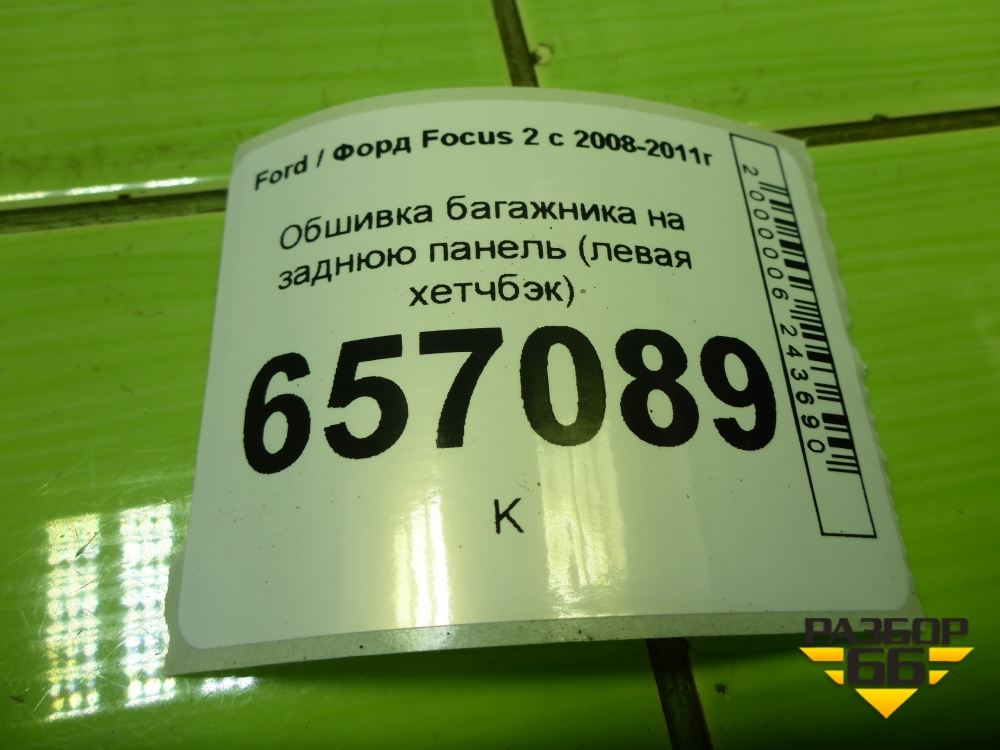 Ford / Форд Focus 2 с 2008-2011г
Обшивка багажника на
заднюю панель (левая
хетчбэк)
657089
К
2000006243690
РАЗБОР
66